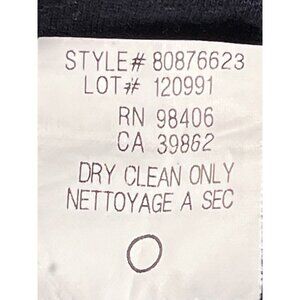 STYLE# 80876623
LOT# 120991
RN 98406
CA 39862
DRY CLEAN ONLY
NETTOYAGE A SEC